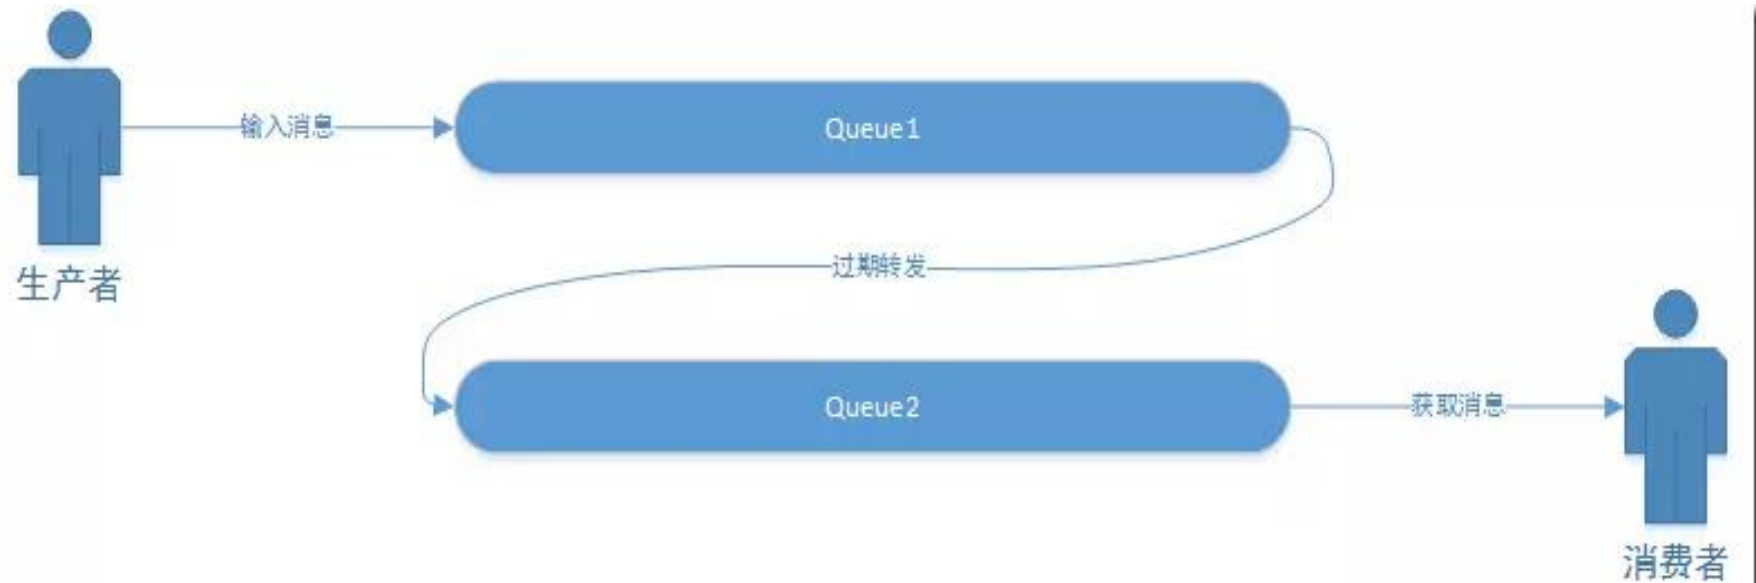 输入消息
Queue1
生产者
过期转发
Queue2
获取消息
消费者